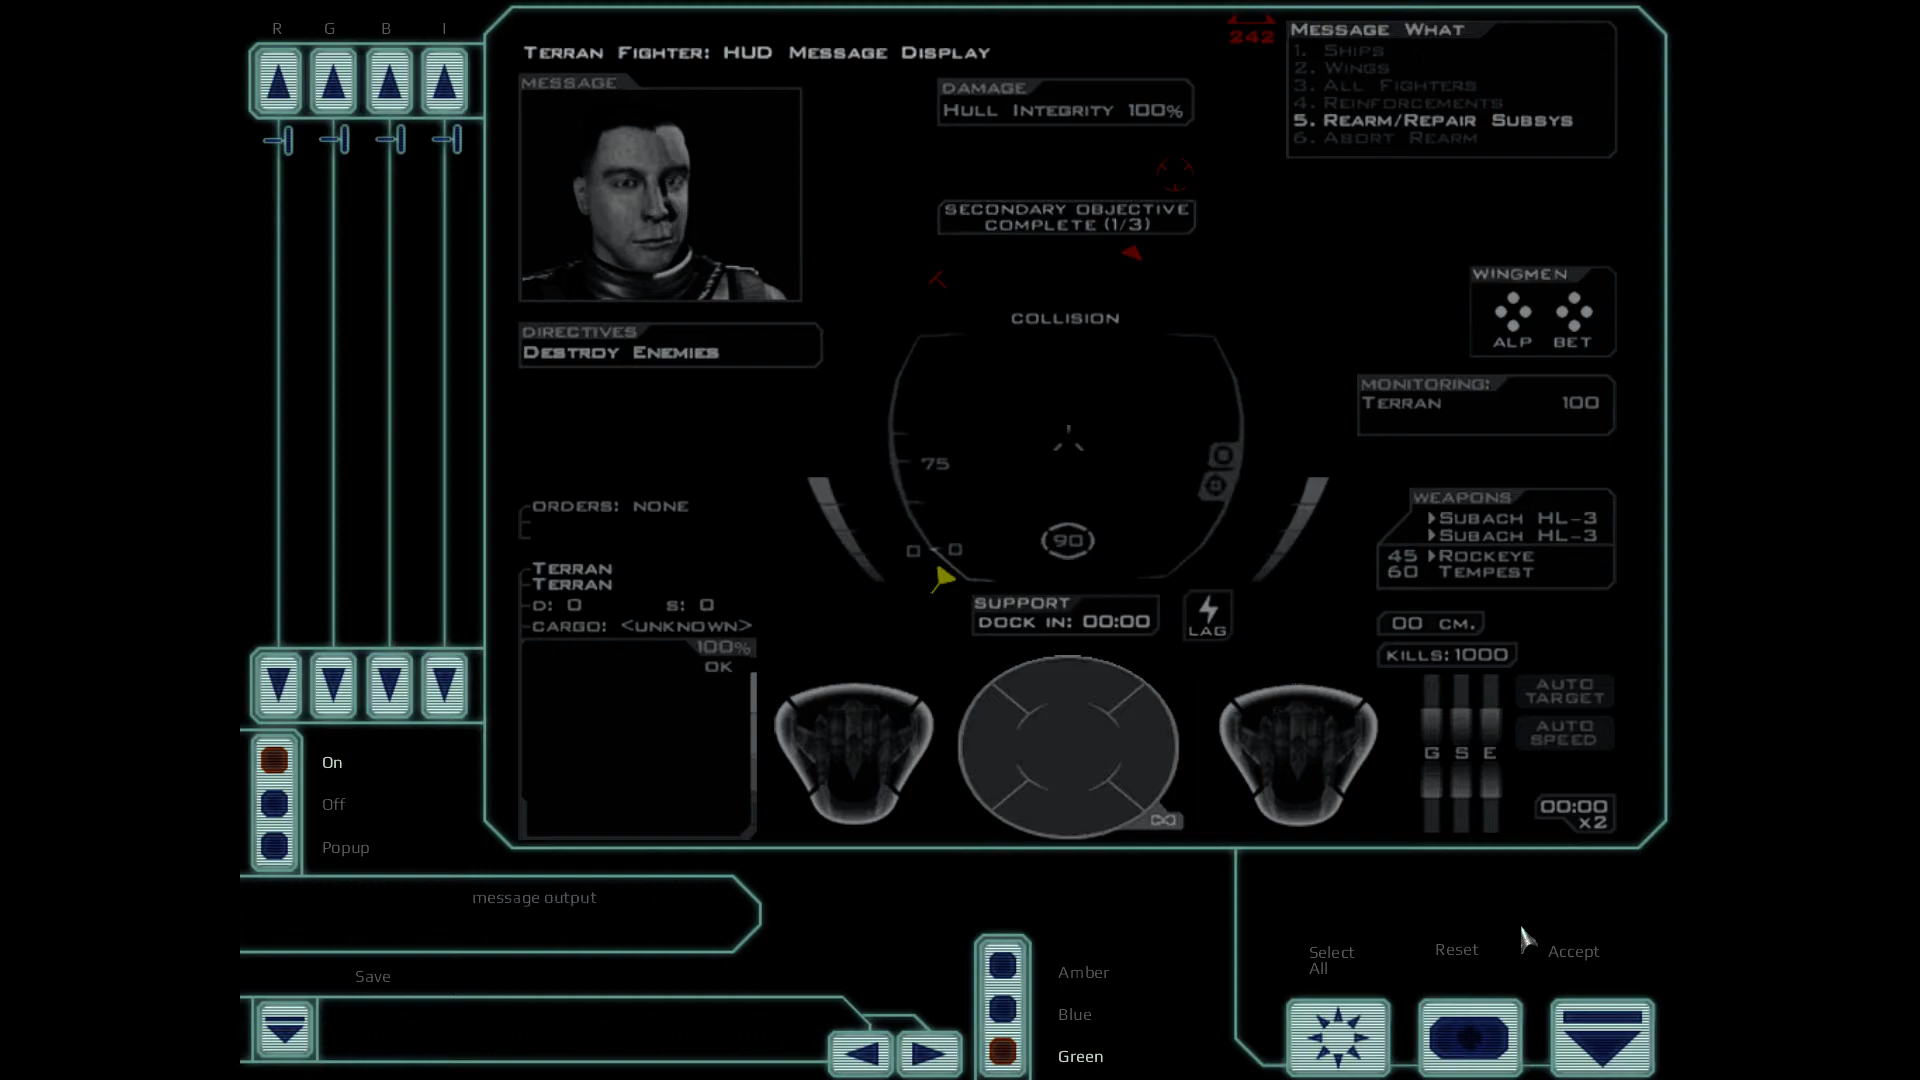 R G B I
Terran Fighter: HUD Message Display
242
Message What
1. Ships
2. Wings
3. All Fighters
4. Reinforcements
5. Rearm/Repair Subsys
6. Abort Rearm
Message
Damage
Hull Integrity 100%
Secondary Objective
Complete (1/3)
Wingmen
Alp Bet
Directives
Destroy Enemies
Collision
Monitoring:
Terran 100
75
Orders: None
Weapons
Subach HL-3
Subach HL-3
45 Rockeye
60 Tempest
0 0
90
Terran
Terran
D: 0 S: 0
Cargo: <unknown>
100%
OK
Support
Dock in: 00:00
Lag
00 cm.
Kills:1000
Auto
Target
Auto
Speed
G S E
00:00
x2
On
Off
Popup
message output
Save
Amber
Blue
Green
Select
All
Reset
Accept